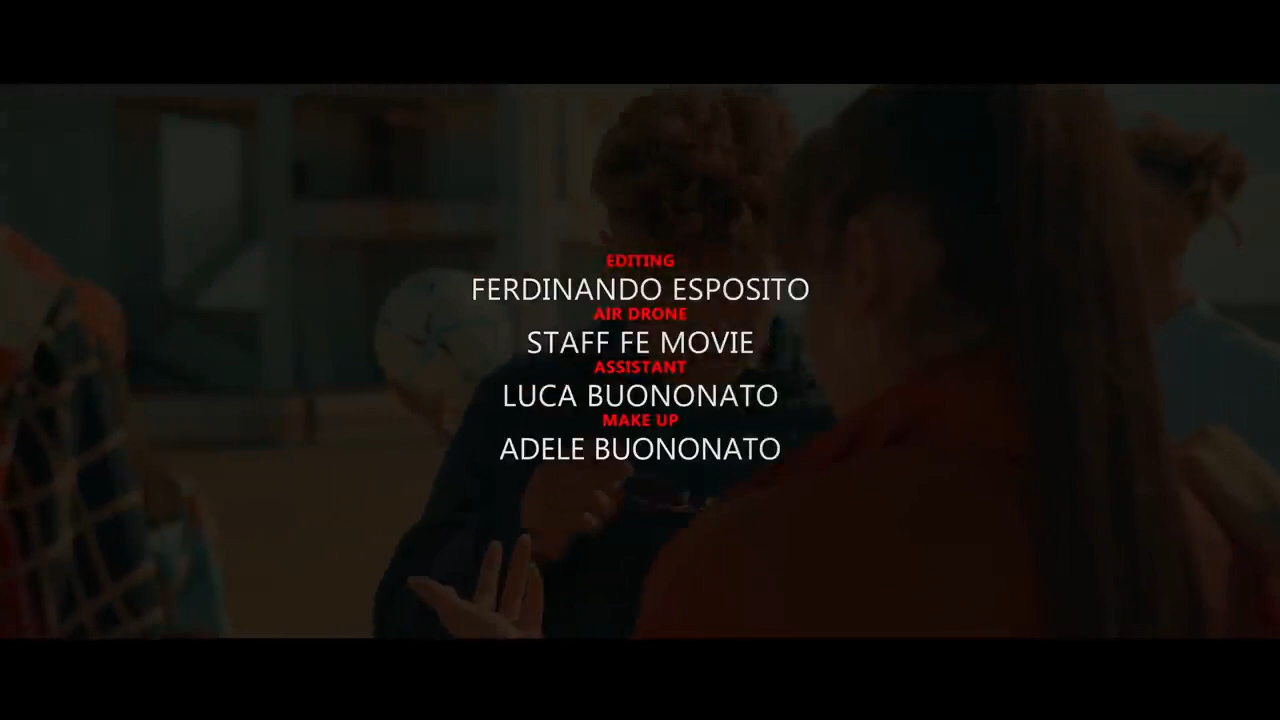 EDITING
FERDINANDO ESPOSITO
AIR DRONE
STAFF FE MOVIE
ASSISTANT
LUCA BUONONATO
MAKE UP
ADELE BUONONATO